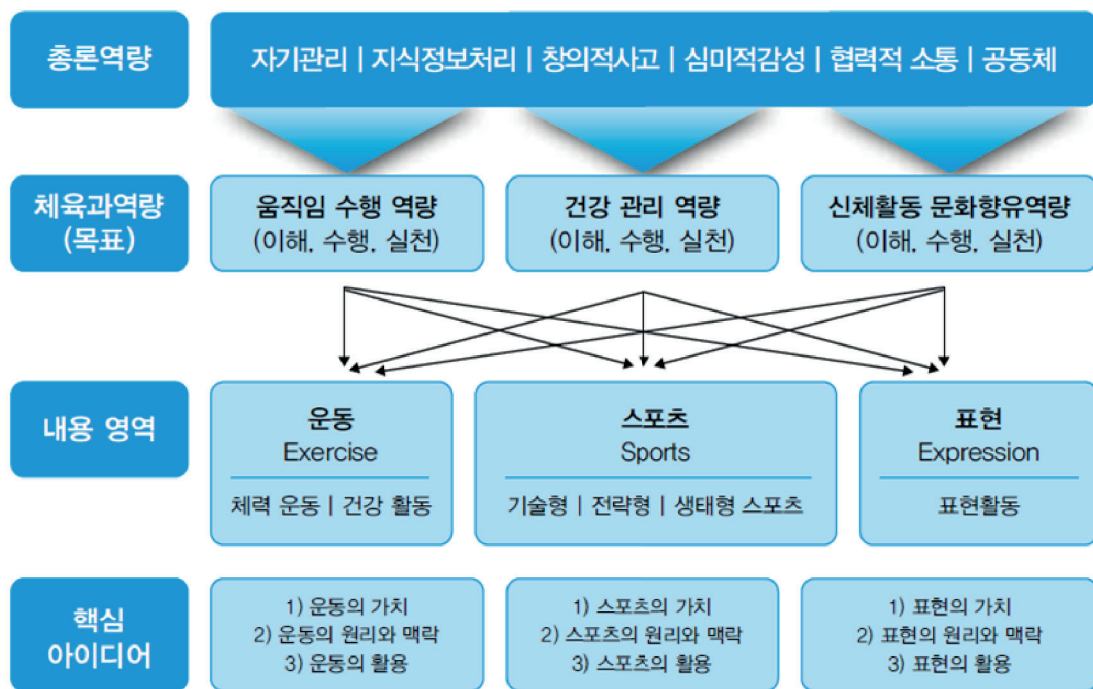 총론역량
자기관리 | 지식정보처리 | 창의적사고 | 심미적감성 | 협력적 소통 | 공동체
체육과역량
(목표)
움직임 수행 역량
(이해, 수행, 실천)
건강 관리 역량
(이해, 수행, 실천)
신체활동 문화향유역량
(이해, 수행, 실천)
내용 영역
운동
Exercise
체력 운동 | 건강 활동
스포츠
Sports
기술형 | 전략형 | 생태형 스포츠
표현
Expression
표현활동
핵심
아이디어
1) 운동의 가치
2) 운동의 원리와 맥락
3) 운동의 활용
1) 스포츠의 가치
2) 스포츠의 원리와 맥락
3) 스포츠의 활용
1) 표현의 가치
2) 표현의 원리와 맥락
3) 표현의 활용